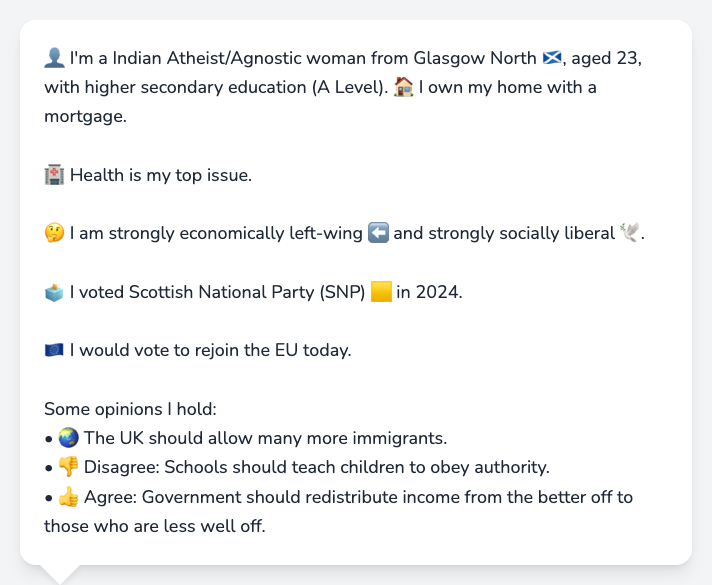 👤 I'm a Indian Atheist/Agnostic woman from Glasgow North 🏴󠁧󠁢󠁳󠁣󠁴󠁿, aged 23,
with higher secondary education (A Level). 🏠 I own my home with a
mortgage.
🏥 Health is my top issue.
🤔 I am strongly economically left-wing ⬅️ and strongly socially liberal 🕊️.
🗳️ I voted Scottish National Party (SNP) 🟨 in 2024.
🇪🇺 I would vote to rejoin the EU today.
Some opinions I hold:
• 🌏 The UK should allow many more immigrants.
• 👎 Disagree: Schools should teach children to obey authority.
• 👍 Agree: Government should redistribute income from the better off to
those who are less well off.